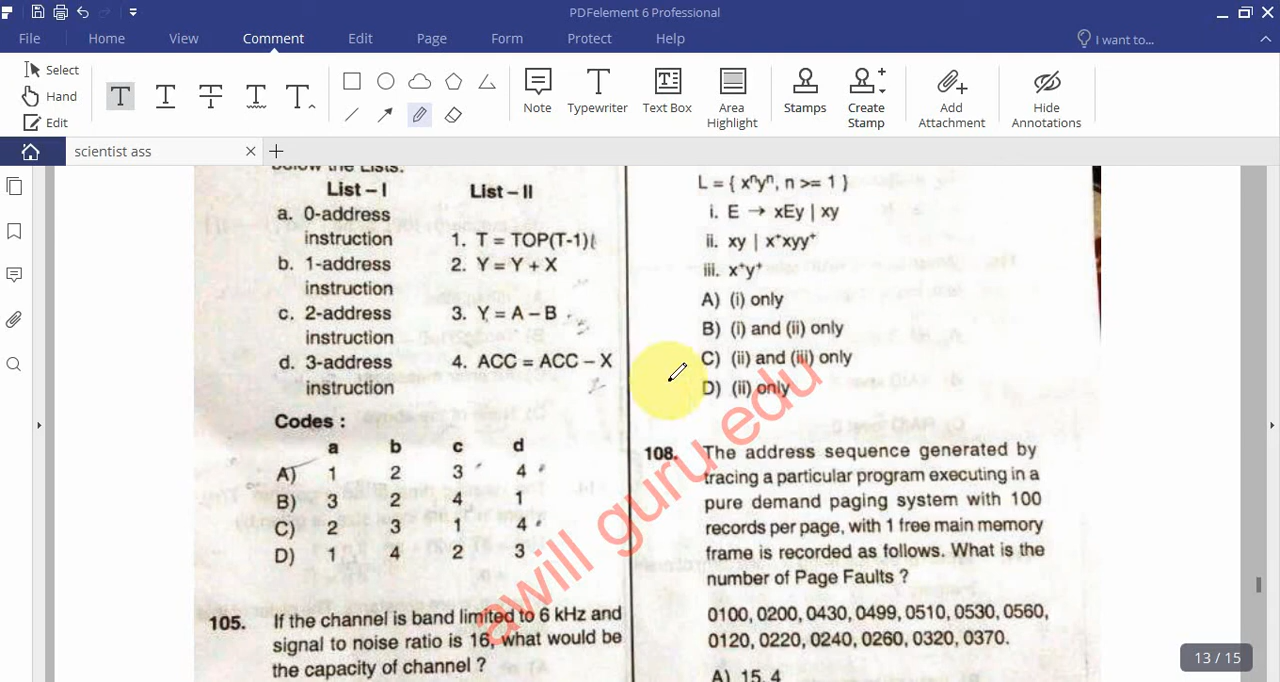 PDFelement 6 Professional
File Home View Comment Edit Page Form Protect Help I want to...
Select
Hand
Edit
Note
Typewriter
Text Box
Area Highlight
Stamps
Create Stamp
Add Attachment
Hide Annotations
scientist ass
below the Lists.
List – I List – II
a. 0-address
instruction 1. T = TOP(T-1)
b. 1-address 2. Y = Y + X
instruction
c. 2-address 3. Y = A – B
instruction
d. 3-address 4. ACC = ACC – X
instruction
Codes :
a b c d
A) 1 2 3 4
B) 3 2 4 1
C) 2 3 1 4
D) 1 4 2 3
105. If the channel is band limited to 6 kHz and
signal to noise ratio is 16, what would be
the capacity of channel ?
L = { xⁿyⁿ, n >= 1 }
i. E → xEy | xy
ii. xy | x⁺xyy⁺
iii. x⁺y⁺
A) (i) only
B) (i) and (ii) only
C) (ii) and (iii) only
D) (ii) only
108. The address sequence generated by
tracing a particular program executing in a
pure demand paging system with 100
records per page, with 1 free main memory
frame is recorded as follows. What is the
number of Page Faults ?
0100, 0200, 0430, 0499, 0510, 0530, 0560,
0120, 0220, 0240, 0260, 0320, 0370.
A) 15, 4
awill guru edu
13 / 15